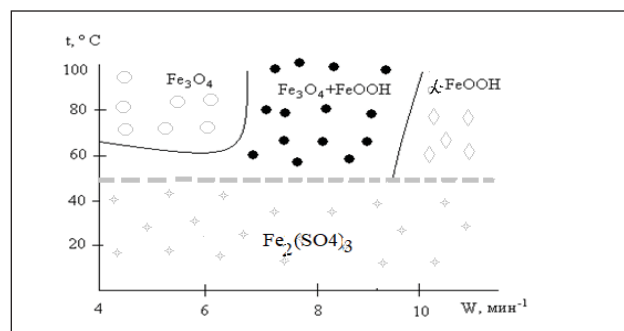 t, ° C
100
80
60
40
20
Fe₃O₄
Fe₃O₄+FeOOH
λ-FeOOH
Fe₂(SO4)₃
4
6
8
10
W, мин⁻¹